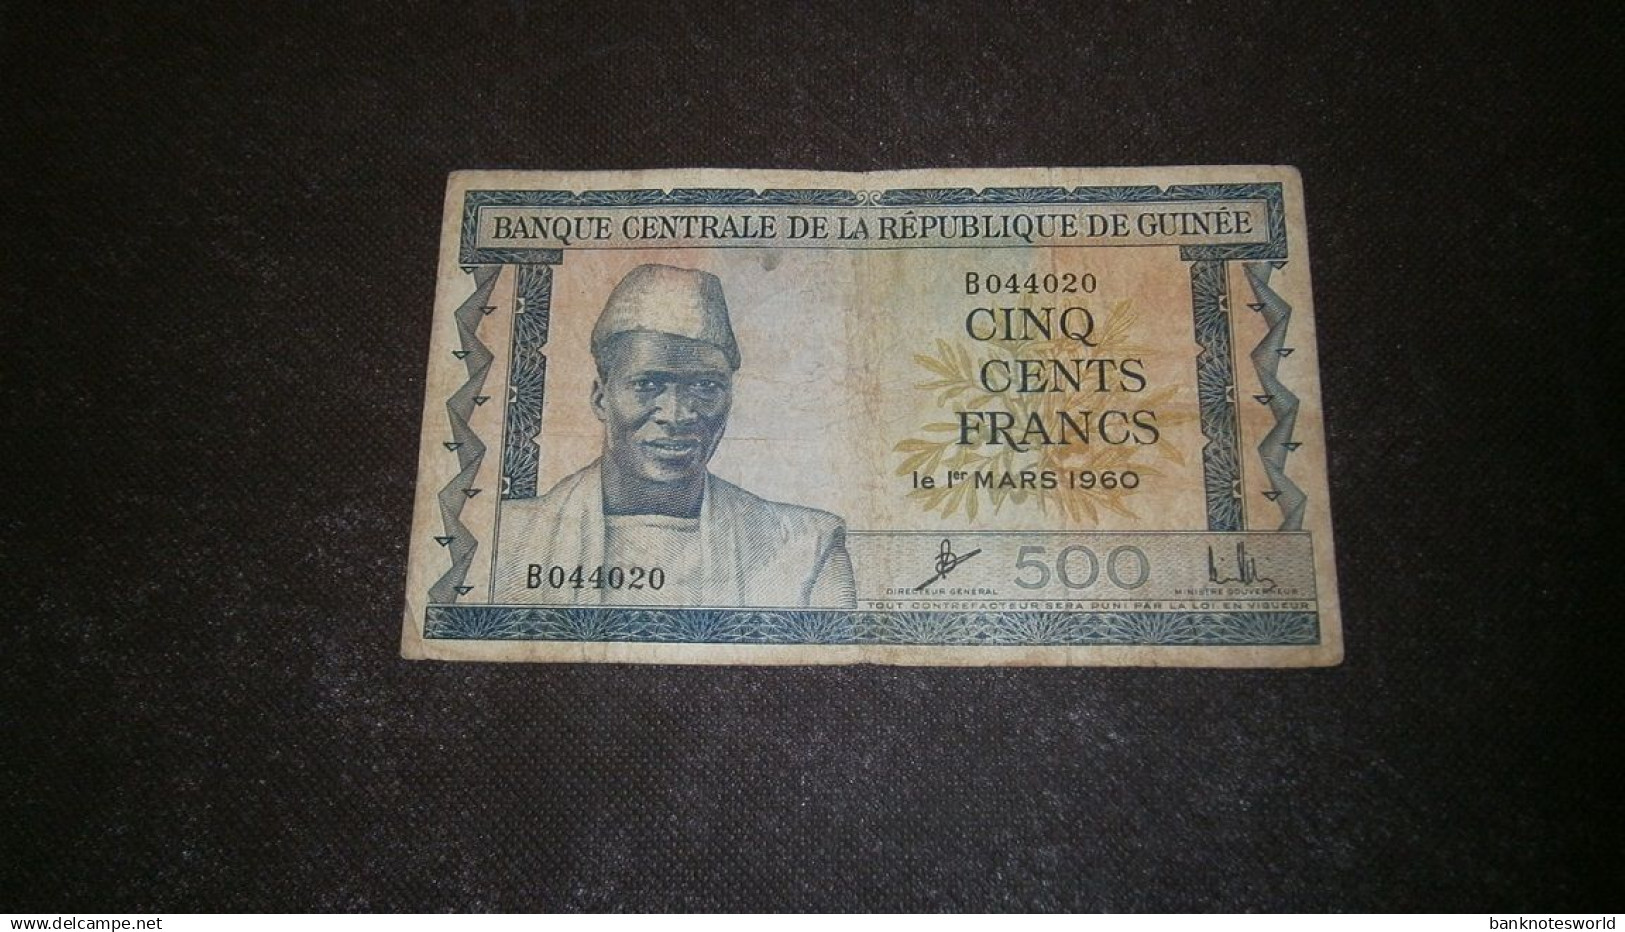 BANQUE CENTRALE DE LA RÉPUBLIQUE DE GUINÉE
B044020
CINQ
CENTS
FRANCS
le 1er MARS 1960
B044020
500
DIRECTEUR GÉNÉRAL
MINISTRE GOUVERNEUR
TOUT CONTREFACTEUR SERA PUNI PAR LA LOI EN VIGUEUR
www.delcampe.net
banknotesworld